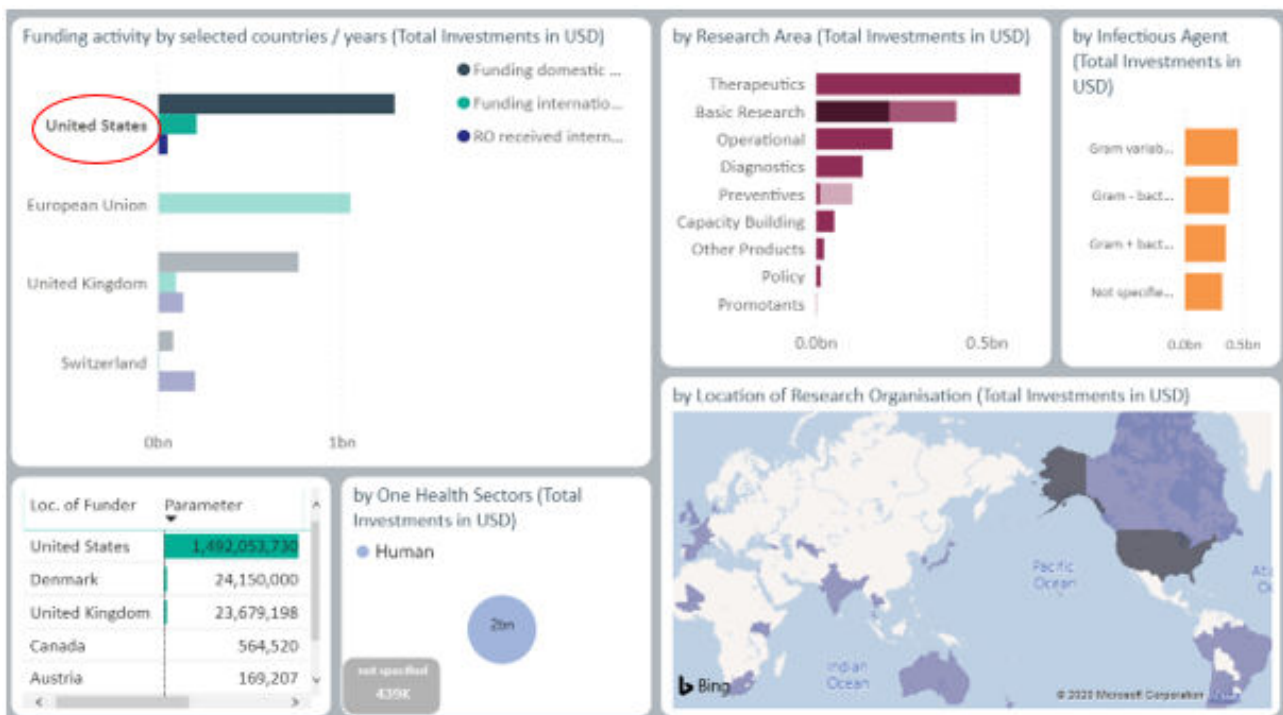 Funding activity by selected countries / years (Total Investments in USD)
Funding domestic ...
Funding internatio...
RO received intern...
United States
European Union
United Kingdom
Switzerland
0bn
1bn
by Research Area (Total Investments in USD)
Therapeutics
Basic Research
Operational
Diagnostics
Preventives
Capacity Building
Other Products
Policy
Promotants
0.0bn
0.5bn
by Infectious Agent
(Total Investments in
USD)
Gram variab...
Gram - bact...
Gram + bact...
Not specifie...
0.0bn
0.5bn
Loc. of Funder Parameter
United States 1,492,053,730
Denmark 24,150,000
United Kingdom 23,679,198
Canada 564,520
Austria 169,207
by One Health Sectors (Total
Investments in USD)
Human
2bn
not specified
439K
by Location of Research Organisation (Total Investments in USD)
Pacific
Ocean
Indian
Ocean
Bing
© 2020 Microsoft Corporation